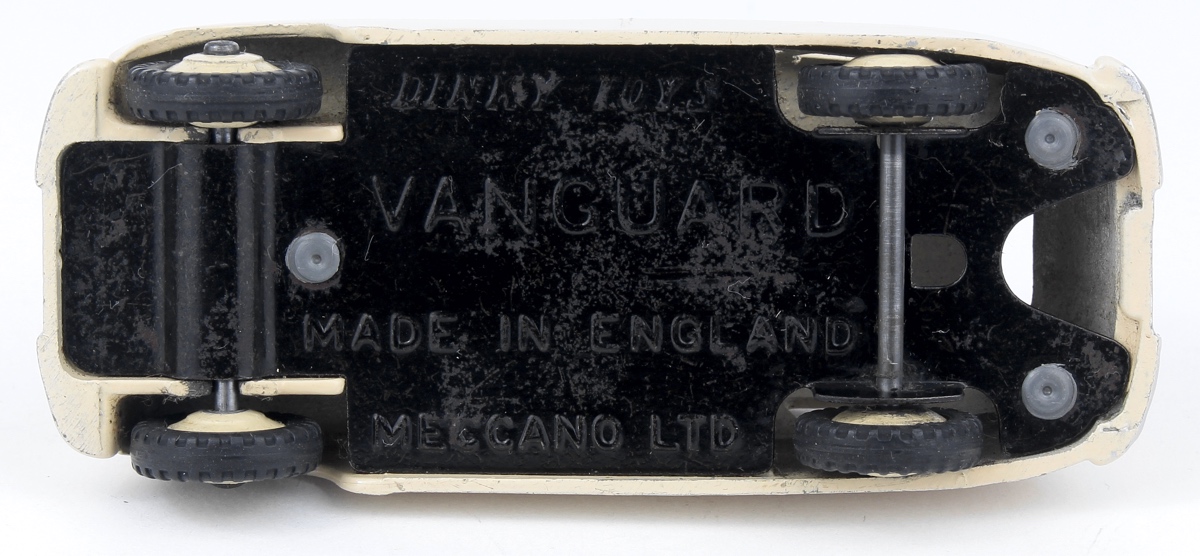 DINKY TOYS
VANGUARD
MADE IN ENGLAND
MECCANO LTD